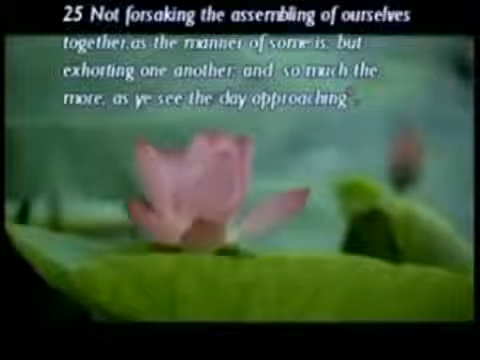 25 Not forsaking the assembling of ourselves
together,as the manner of some is; but
exhorting one another: and so much the
more, as ye see the day approaching".